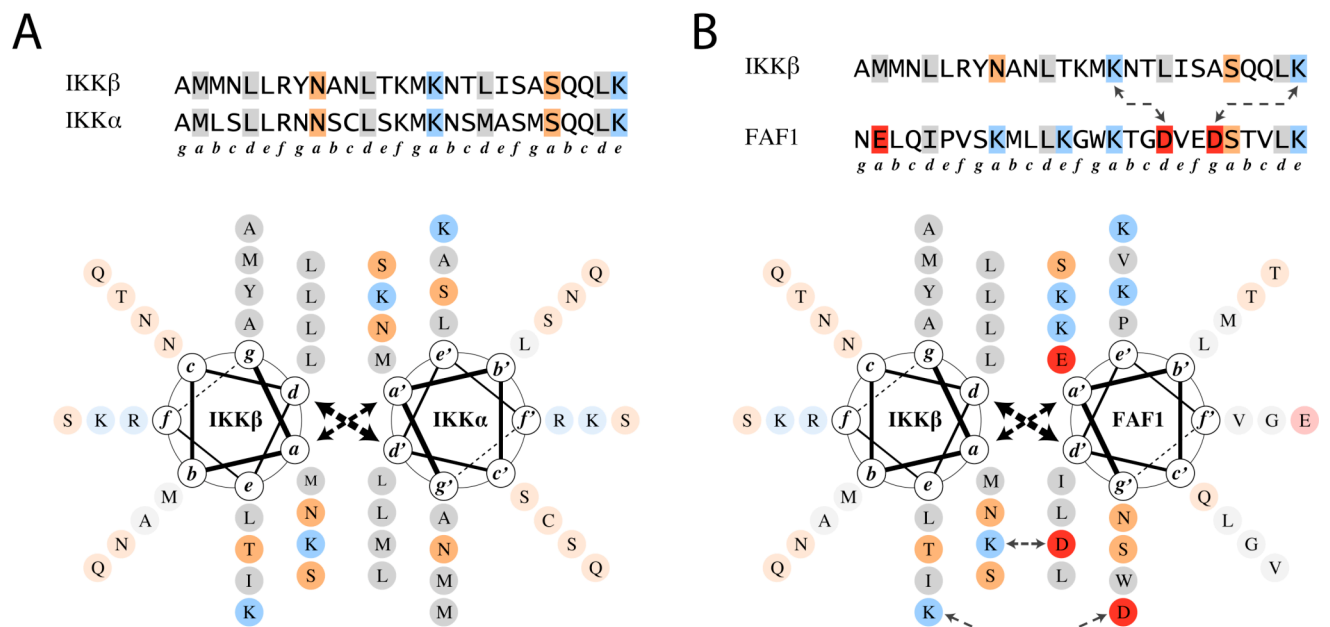 A
IKKβ AMMNLLRYNANLTKMKNTLISASQQLK
IKKα AMLSLLRNNSCLSKMKNSMASMSQQLK
g a b c d e f g a b c d e f g a b c d e f g a b c d e
A K
M L S A
Q Q
Y L K S N
T S
N A L N L L
N L M
c g d e' b'
a'
S K R f IKKβ IKKα f' R K S
b e a d' g' c'
M M L S
A L N L A C
N T K M N S
Q I S L M Q
K M
B
IKKβ AMMNLLRYNANLTKMKNTLISASQQLK
FAF1 NELQIPVSKMLLKGWKTGDVEDSTVLK
g a b c d e f g a b c d e f g a b c d e f g a b c d e
A K
M L S V
Q T
Y L K K T
T M
N A L K P L
N L E
c g d e' b'
a'
S K R f IKKβ FAF1 f' V G E
b e a d' g' c'
M M I Q
A L N L N L
N T K D S G
Q I S L W V
K D